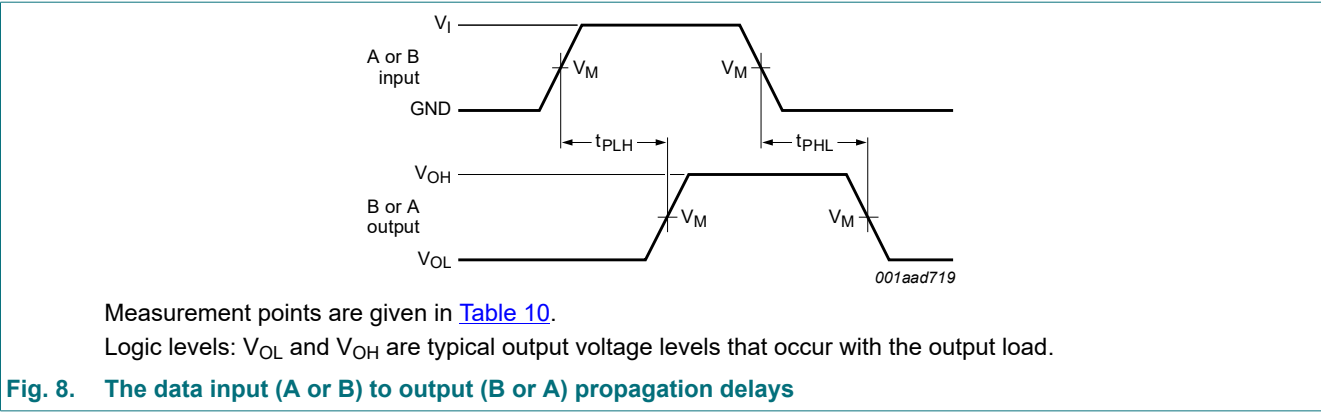 V_I
A or B
input
V_M V_M
GND
t_PLH t_PHL
V_OH
B or A
output
V_M V_M
V_OL
001aad719
Measurement points are given in Table 10.
Logic levels: V_OL and V_OH are typical output voltage levels that occur with the output load.
Fig. 8. The data input (A or B) to output (B or A) propagation delays